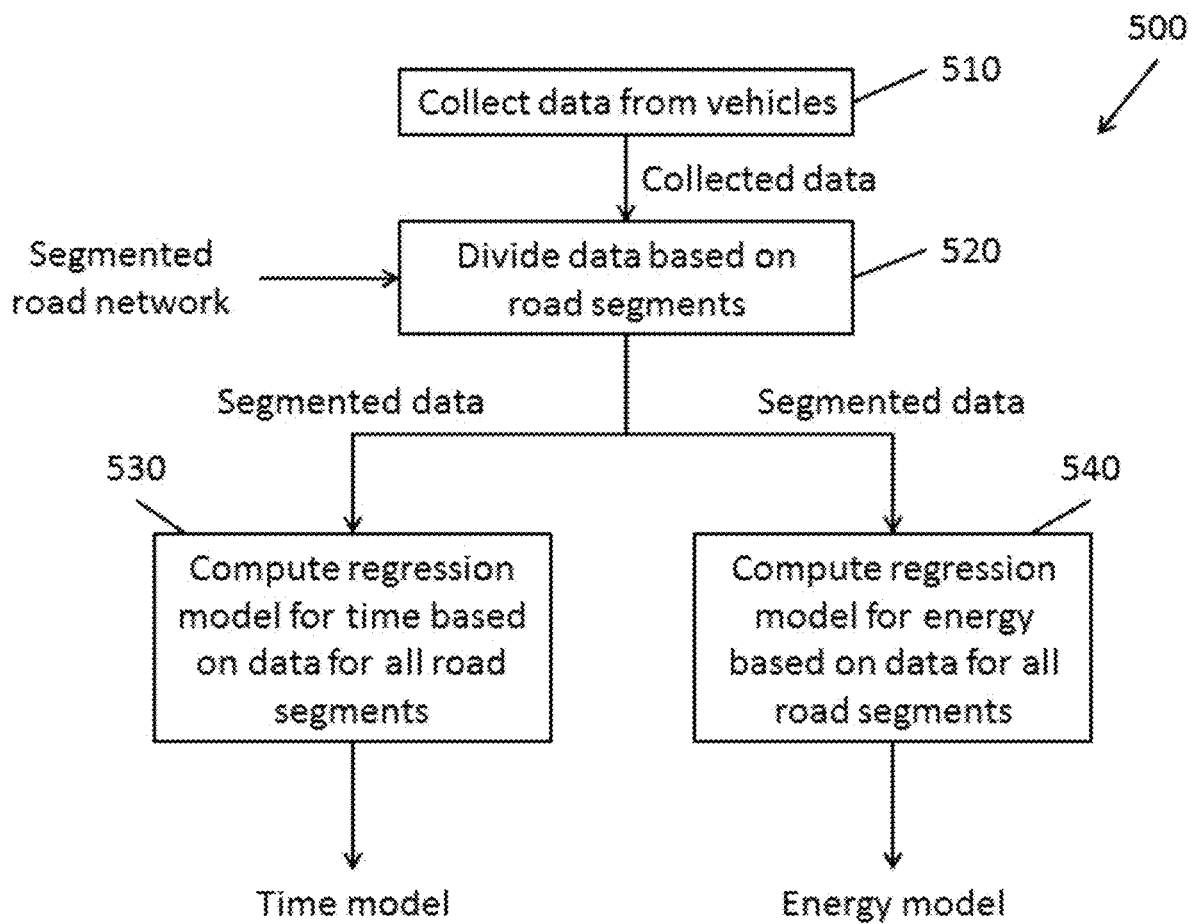 500
510
Collect data from vehicles
Collected data
Segmented
road network
Divide data based on
road segments
520
Segmented data
Segmented data
530
540
Compute regression
model for time based
on data for all road
segments
Compute regression
model for energy
based on data for all
road segments
Time model
Energy model